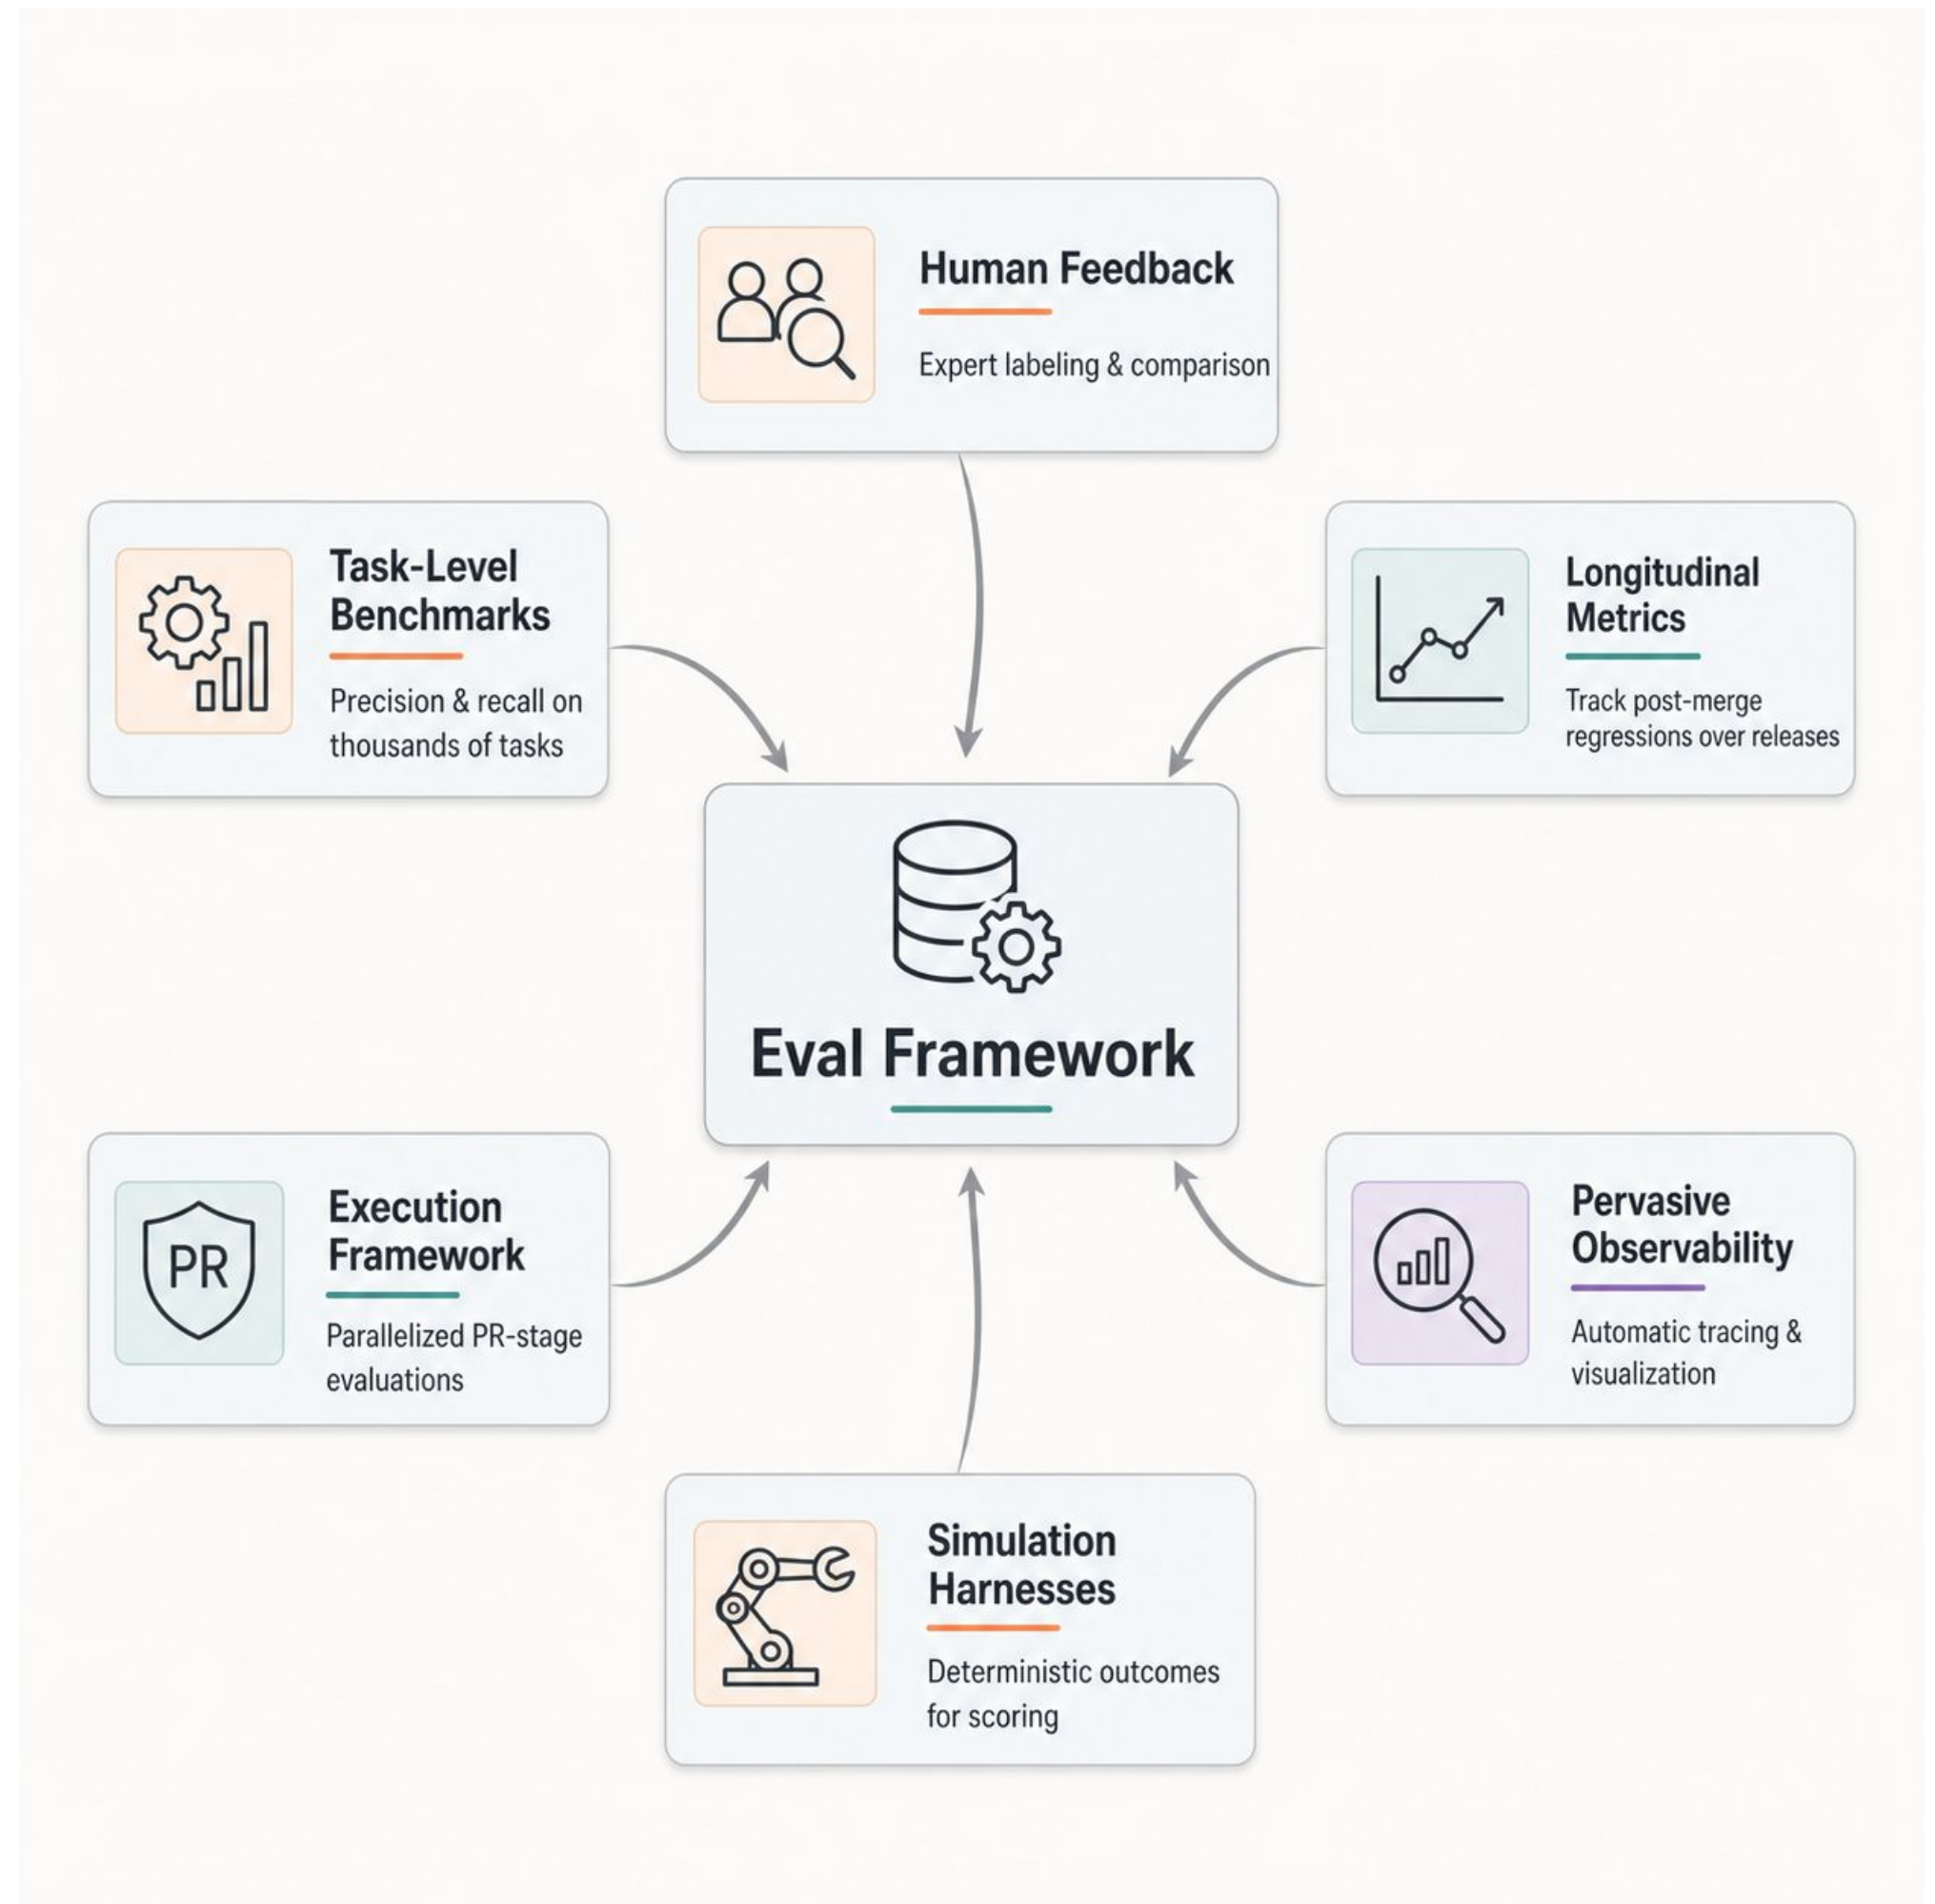 Human Feedback
Expert labeling & comparison
Task-Level
Benchmarks
Precision & recall on
thousands of tasks
Longitudinal
Metrics
Track post-merge
regressions over releases
Eval Framework
PR
Execution
Framework
Parallelized PR-stage
evaluations
Pervasive
Observability
Automatic tracing &
visualization
Simulation
Harnesses
Deterministic outcomes
for scoring